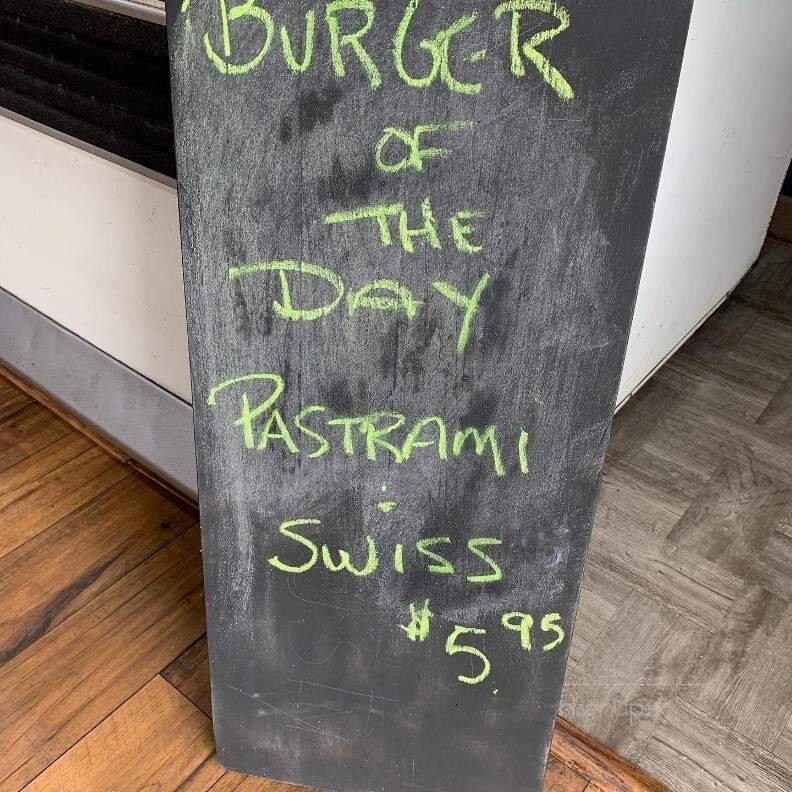 BURGER
OF
THE
DAY
PASTRAMI
SWISS
$5.95